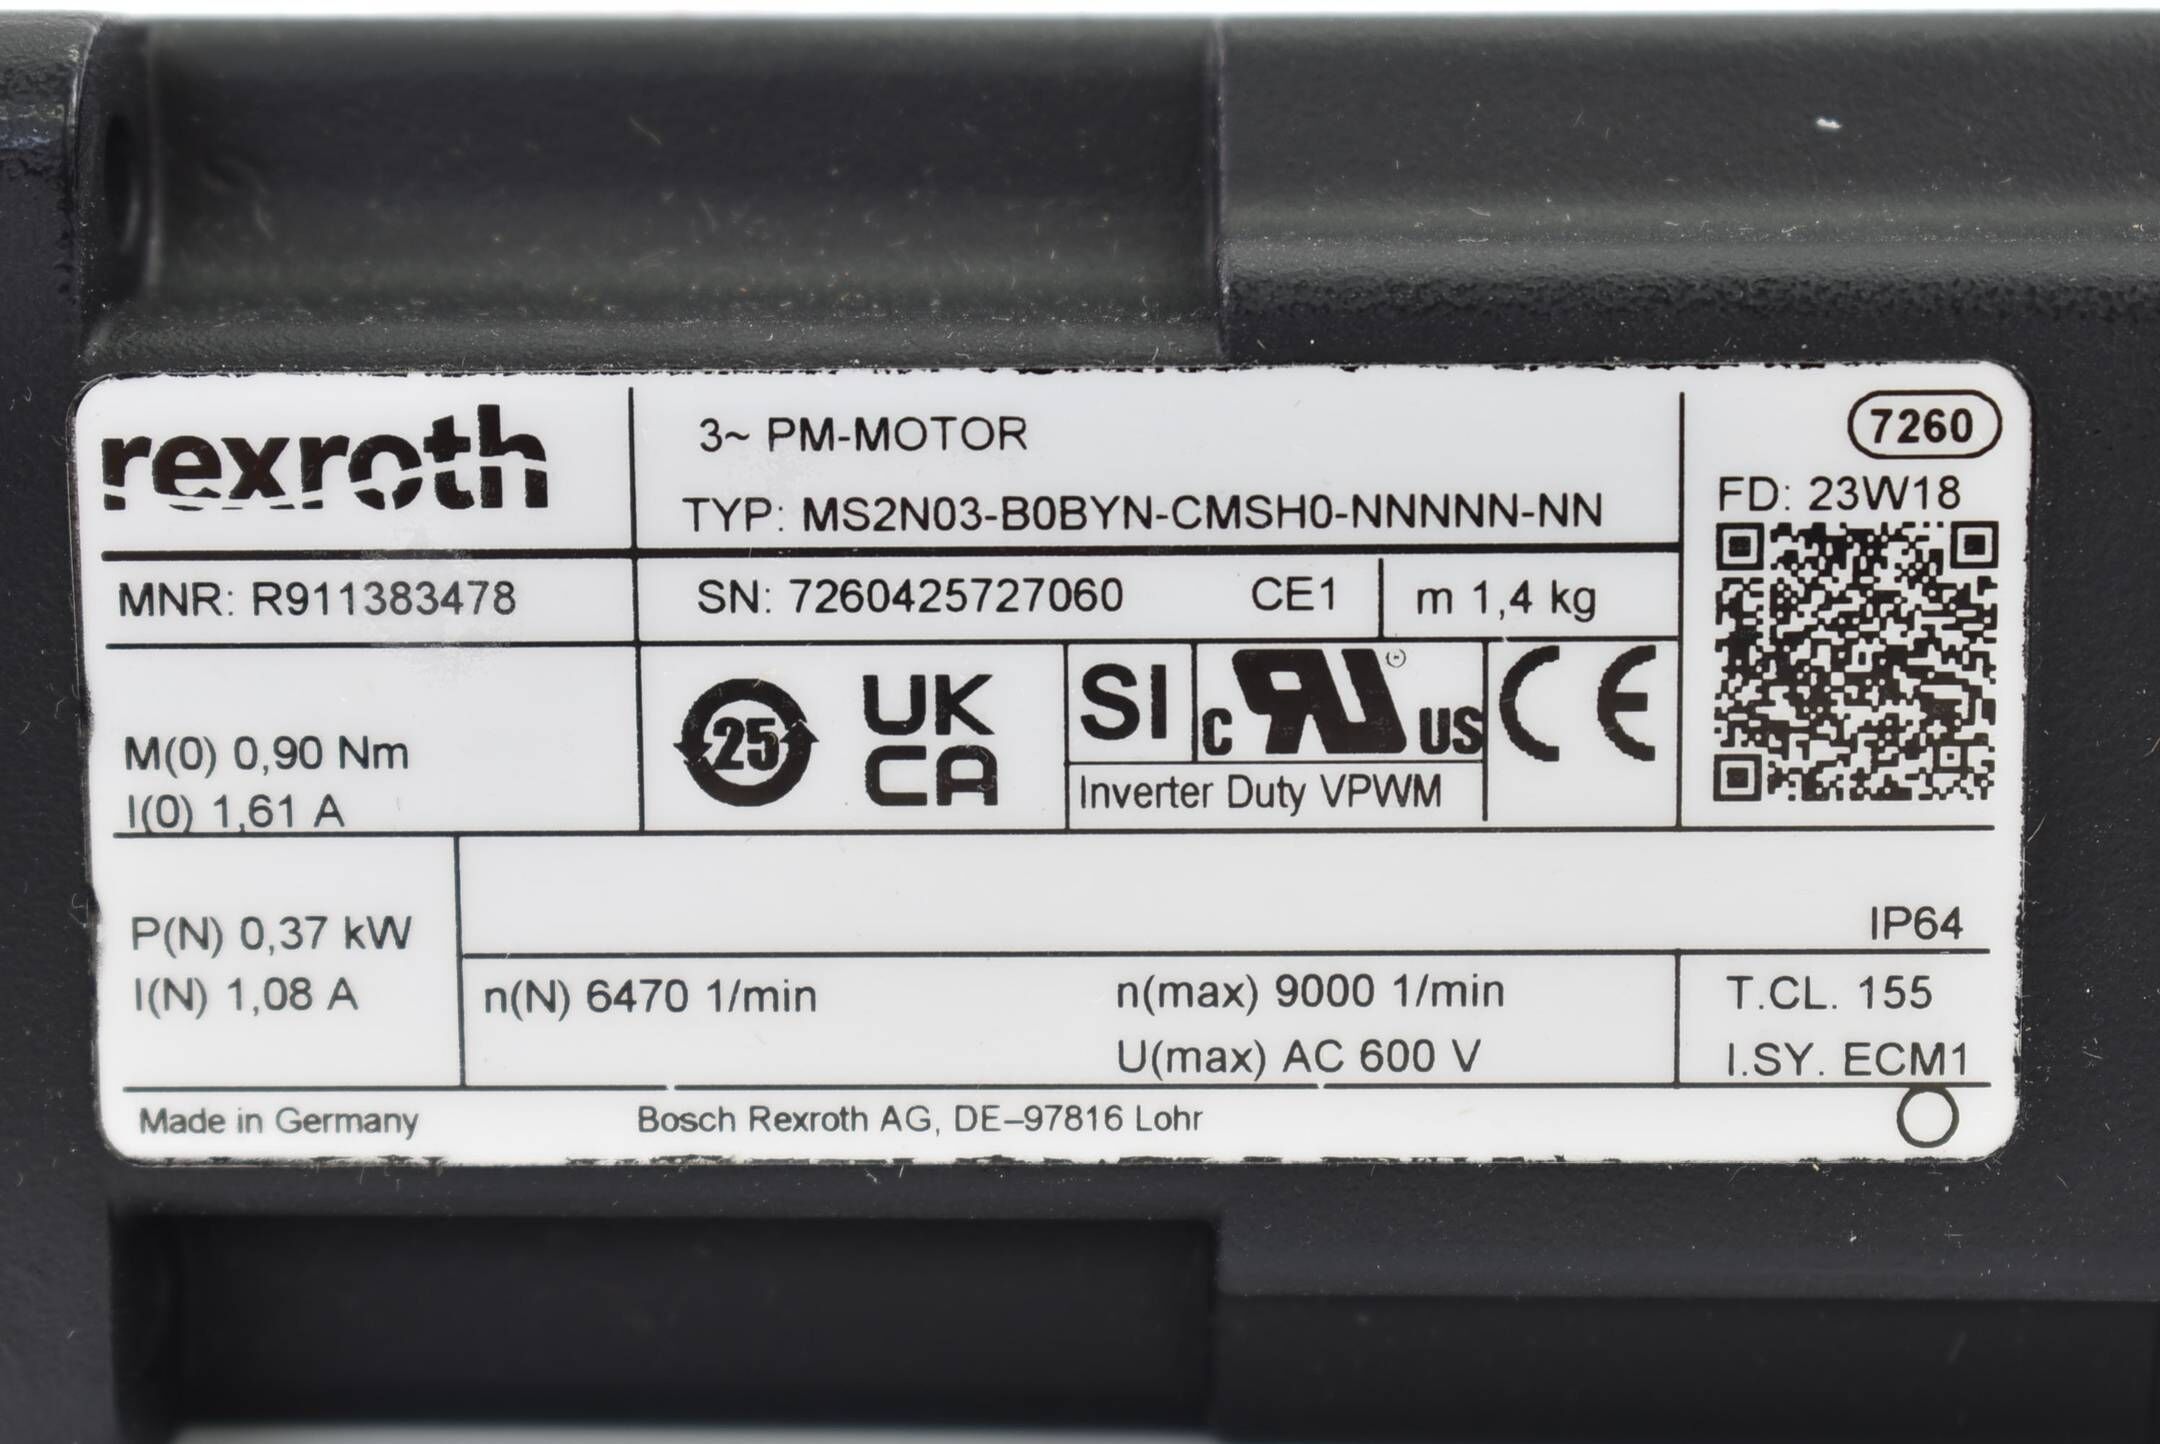 rexroth
3~ PM-MOTOR
TYP: MS2N03-B0BYN-CMSH0-NNNNN-NN
7260
FD: 23W18
MNR: R911383478
SN: 7260425727060 CE1 m 1,4 kg
M(0) 0,90 Nm
I(0) 1,61 A
25
UK
CA
SI
c RU US
Inverter Duty VPWM
CE
P(N) 0,37 kW
I(N) 1,08 A
IP64
n(N) 6470 1/min
n(max) 9000 1/min
U(max) AC 600 V
T.CL. 155
I.SY. ECM1
Made in Germany
Bosch Rexroth AG, DE–97816 Lohr